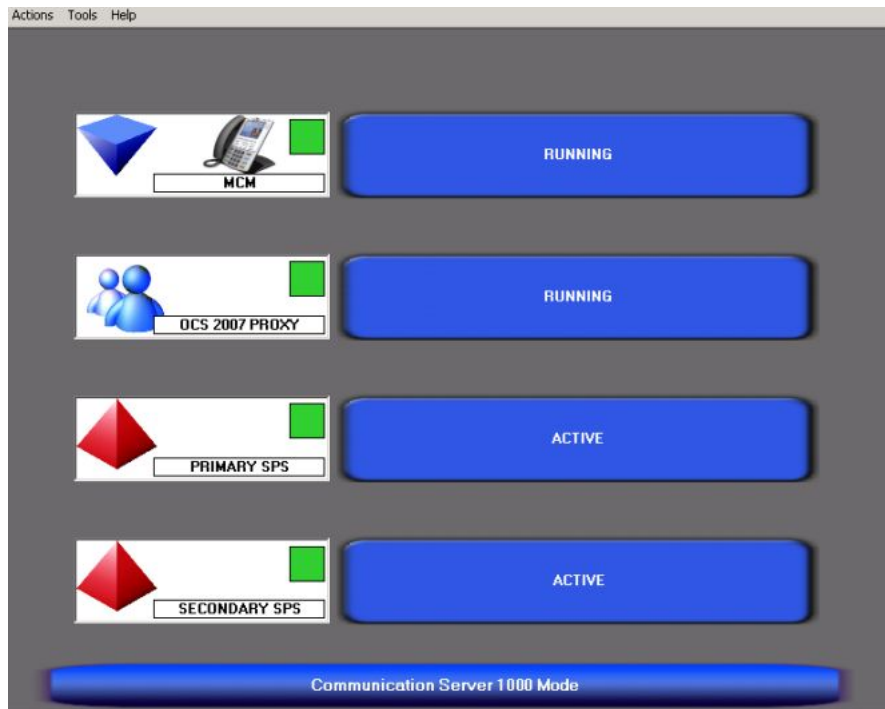 Actions Tools Help
MCM
RUNNING
OCS 2007 PROXY
RUNNING
PRIMARY SPS
ACTIVE
SECONDARY SPS
ACTIVE
Communication Server 1000 Mode